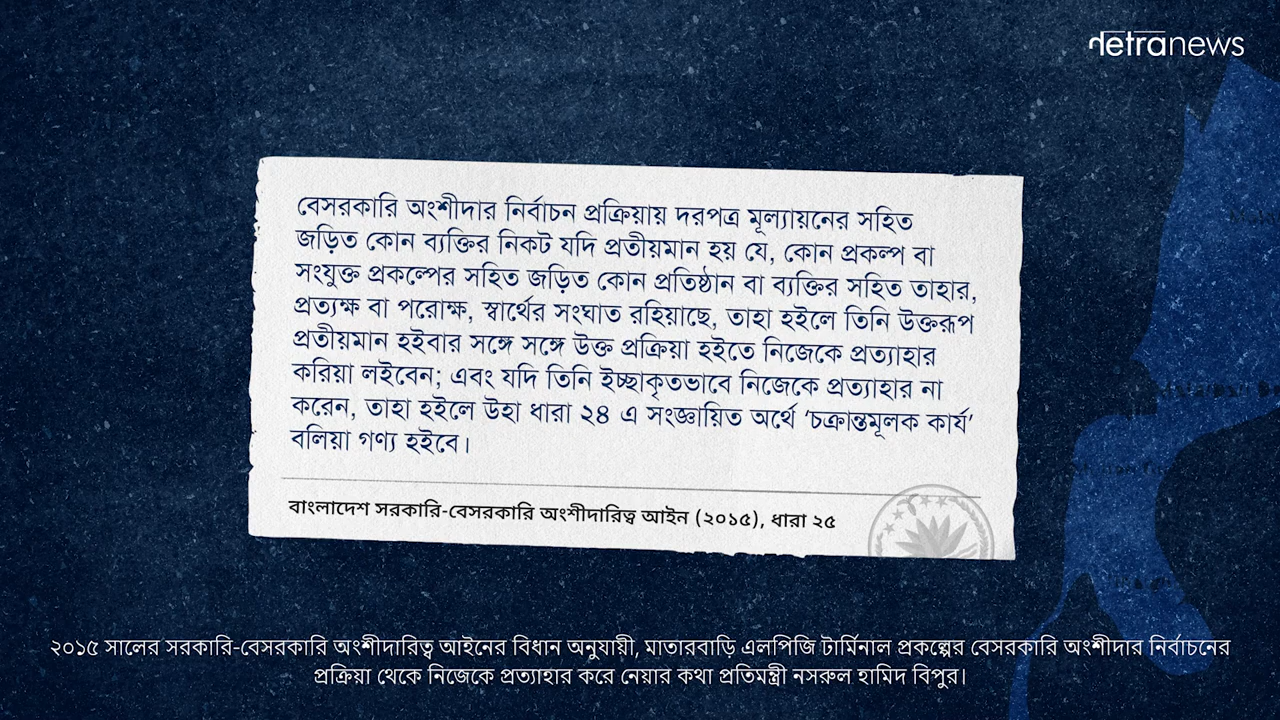 netranews
বেসরকারি অংশীদার নির্বাচন প্রক্রিয়ায় দরপত্র মূল্যায়নের সহিত
জড়িত কোন ব্যক্তির নিকট যদি প্রতীয়মান হয় যে, কোন প্রকল্প বা
সংযুক্ত প্রকল্পের সহিত জড়িত কোন প্রতিষ্ঠান বা ব্যক্তির সহিত তাহার,
প্রত্যক্ষ বা পরোক্ষ, স্বার্থের সংঘাত রহিয়াছে, তাহা হইলে তিনি উক্তরূপ
প্রতীয়মান হইবার সঙ্গে সঙ্গে উক্ত প্রক্রিয়া হইতে নিজেকে প্রত্যাহার
করিয়া লইবেন; এবং যদি তিনি ইচ্ছাকৃতভাবে নিজেকে প্রত্যাহার না
করেন, তাহা হইলে উহা ধারা ২৪ এ সংজ্ঞায়িত অর্থে ‘চক্রান্তমূলক কার্য’
বলিয়া গণ্য হইবে।
বাংলাদেশ সরকারি-বেসরকারি অংশীদারিত্ব আইন (২০১৫), ধারা ২৫
২০১৫ সালের সরকারি-বেসরকারি অংশীদারিত্ব আইনের বিধান অনুযায়ী, মাতারবাড়ি এলপিজি টার্মিনাল প্রকল্পের বেসরকারি অংশীদার নির্বাচনের
প্রক্রিয়া থেকে নিজেকে প্রত্যাহার করে নেয়ার কথা প্রতিমন্ত্রী নসরুল হামিদ বিপুর।